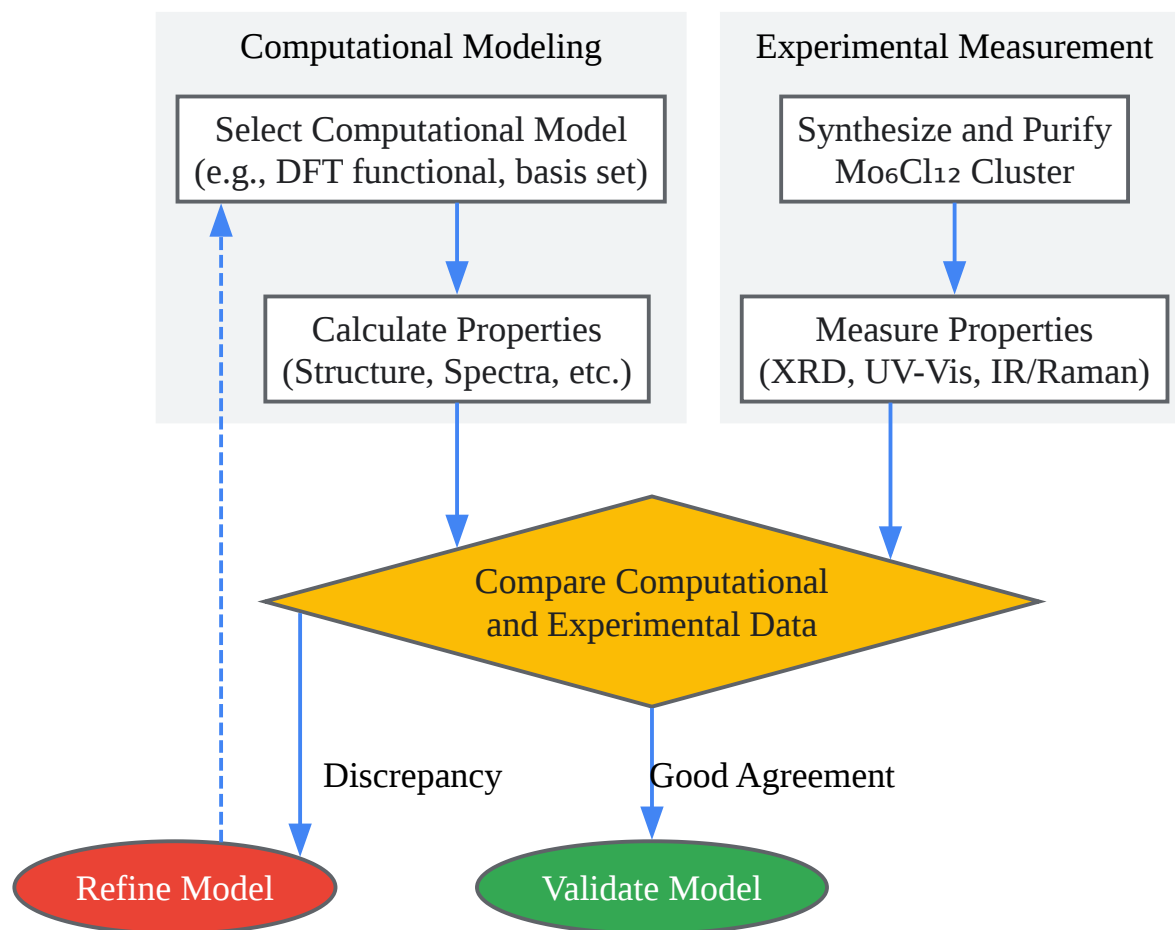 Computational Modeling
Select Computational Model
(e.g., DFT functional, basis set)
Calculate Properties
(Structure, Spectra, etc.)
Experimental Measurement
Synthesize and Purify
Mo₆Cl₁₂ Cluster
Measure Properties
(XRD, UV-Vis, IR/Raman)
Compare Computational
and Experimental Data
Discrepancy
Good Agreement
Refine Model
Validate Model